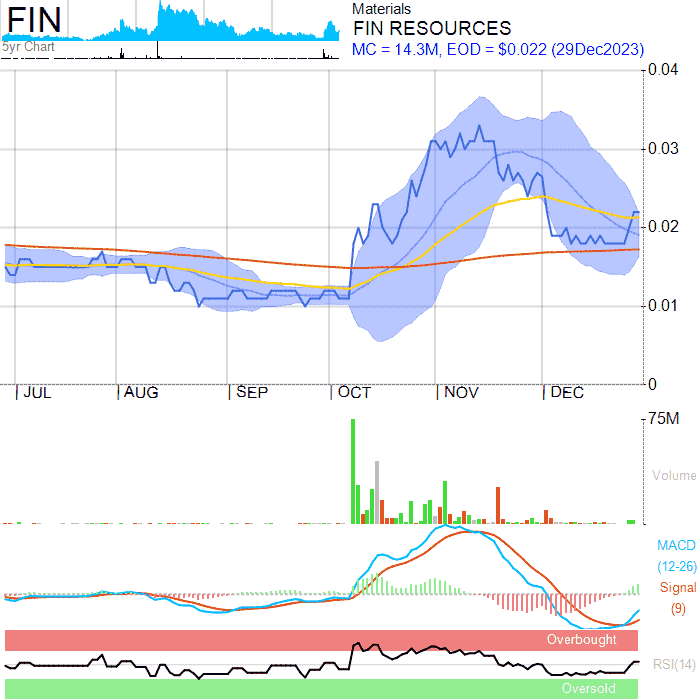 FIN
5yr Chart
Materials
FIN RESOURCES
MC = 14.3M, EOD = $0.022 (29Dec2023)
0.04
0.03
0.02
0.01
0
JUL
AUG
SEP
OCT
NOV
DEC
75M
Volume
MACD
(12-26)
Signal
(9)
Overbought
RSI(14)
Oversold